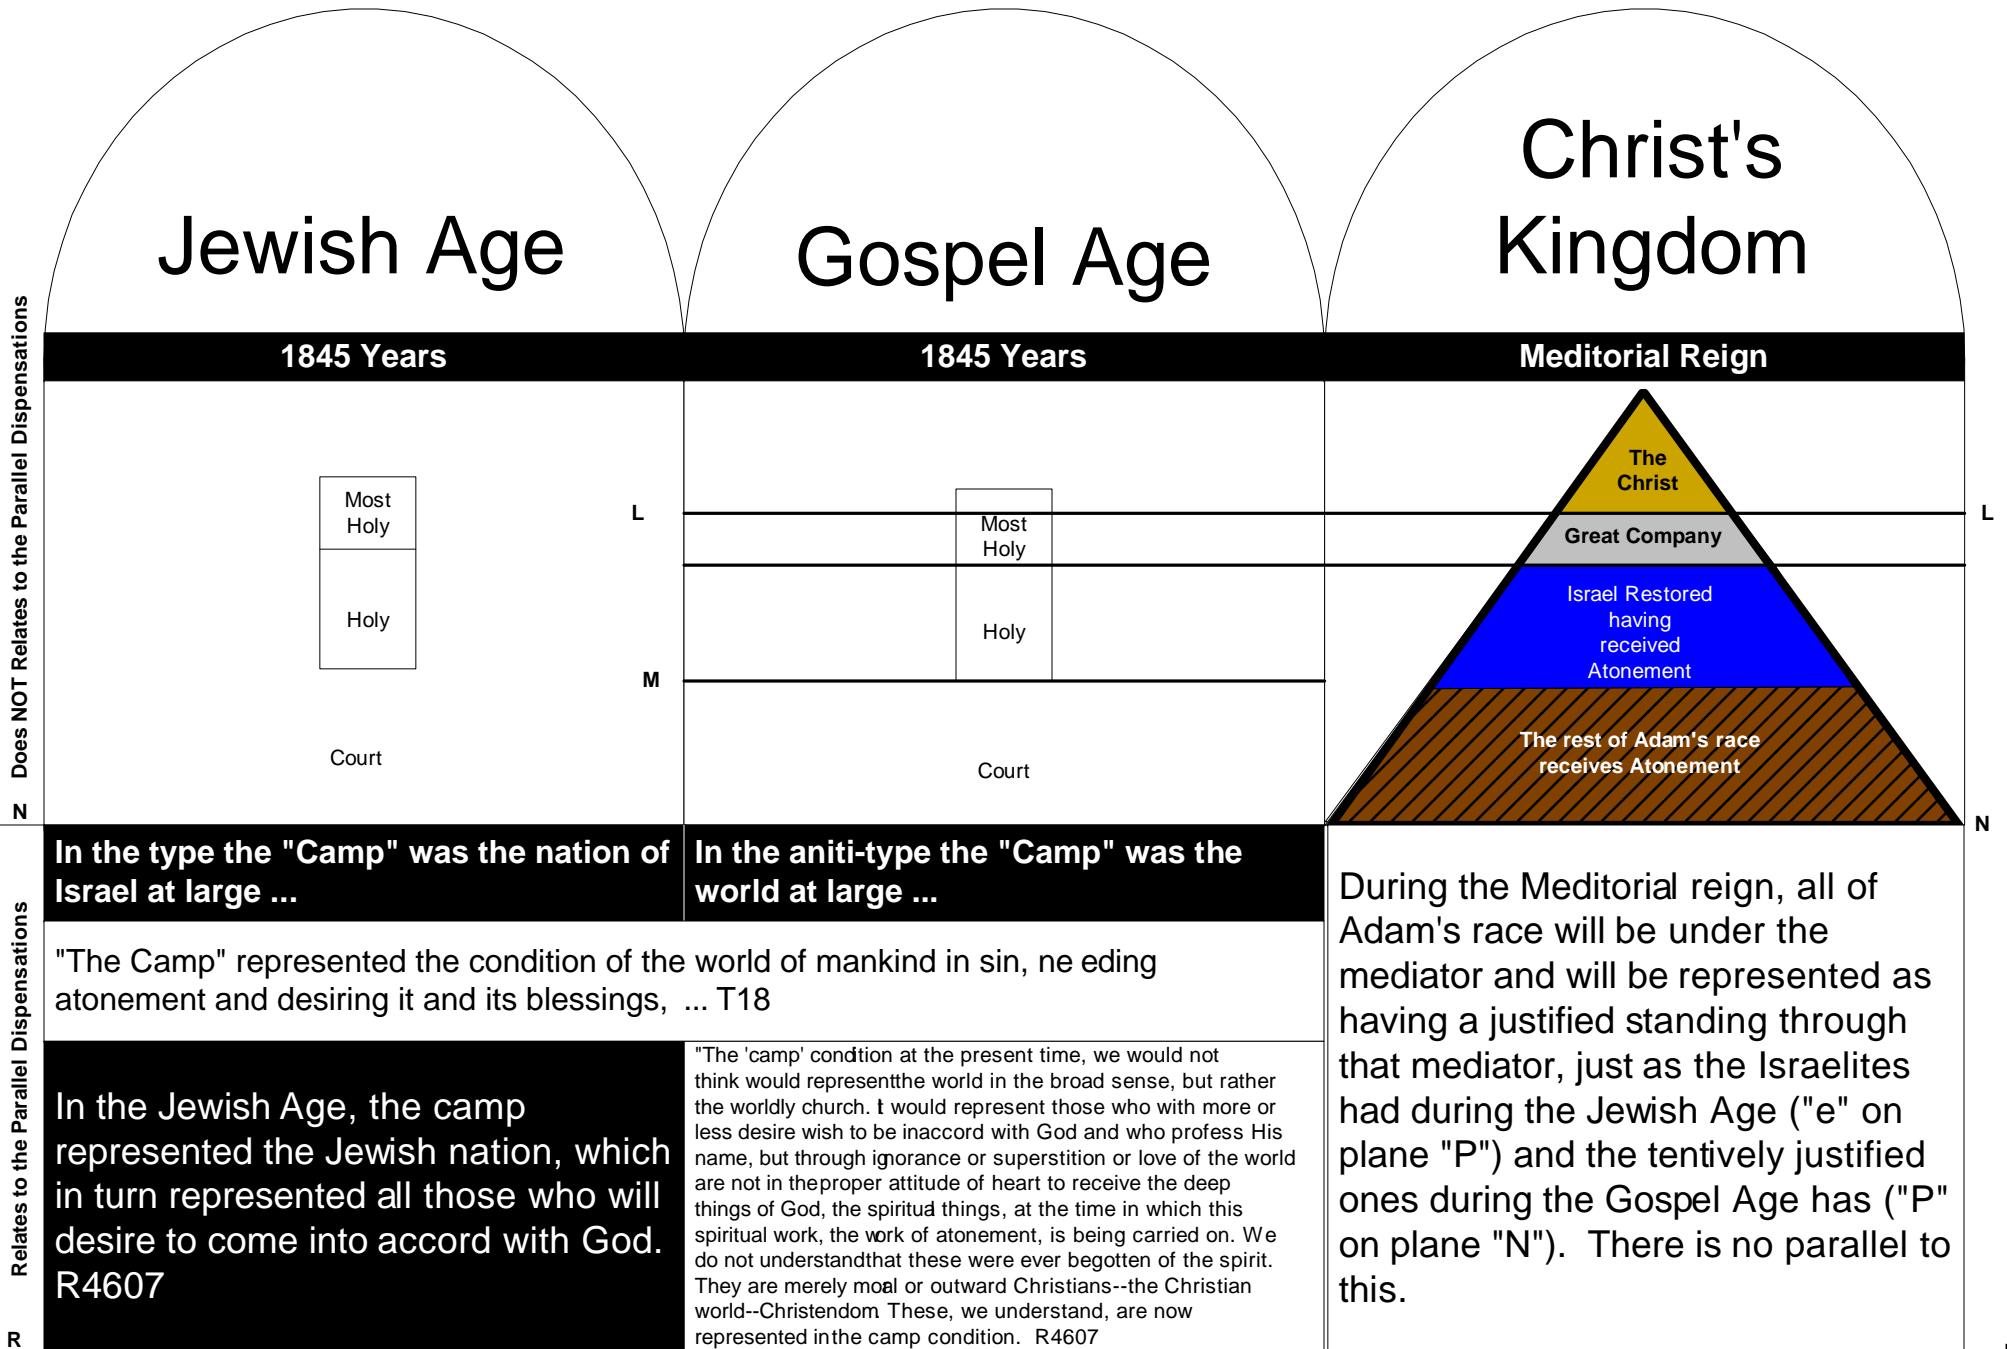 Jewish Age
Gospel Age
Christ's
Kingdom
1845 Years
1845 Years
Meditorial Reign
Does NOT Relates to the Parallel Dispensations
Most
Holy
Holy
Court
L
M
N
Most
Holy
Holy
Court
The
Christ
Great Company
Israel Restored
having
received
Atonement
The rest of Adam's race
receives Atonement
L
N
In the type the "Camp" was the nation of
Israel at large ...
In the aniti-type the "Camp" was the
world at large ...
Relates to the Parallel Dispensations
"The Camp" represented the condition of the world of mankind in sin, ne eding
atonement and desiring it and its blessings, ... T18
In the Jewish Age, the camp
represented the Jewish nation, which
in turn represented all those who will
desire to come into accord with God.
R4607
"The 'camp' condition at the present time, we would not
think would representthe world in the broad sense, but rather
the worldly church. It would represent those who with more or
less desire wish to be inaccord with God and who profess His
name, but through ignorance or superstition or love of the world
are not in theproper attitude of heart to receive the deep
things of God, the spiritual things, at the time in which this
spiritual work, the work of atonement, is being carried on. We
do not understandthat these were ever begotten of the spirit.
They are merely moral or outward Christians--the Christian
world--Christendom. These, we understand, are now
represented inthe camp condition. R4607
During the Meditorial reign, all of
Adam's race will be under the
mediator and will be represented as
having a justified standing through
that mediator, just as the Israelites
had during the Jewish Age ("e" on
plane "P") and the tentively justified
ones during the Gospel Age has ("P"
on plane "N"). There is no parallel to
this.
R